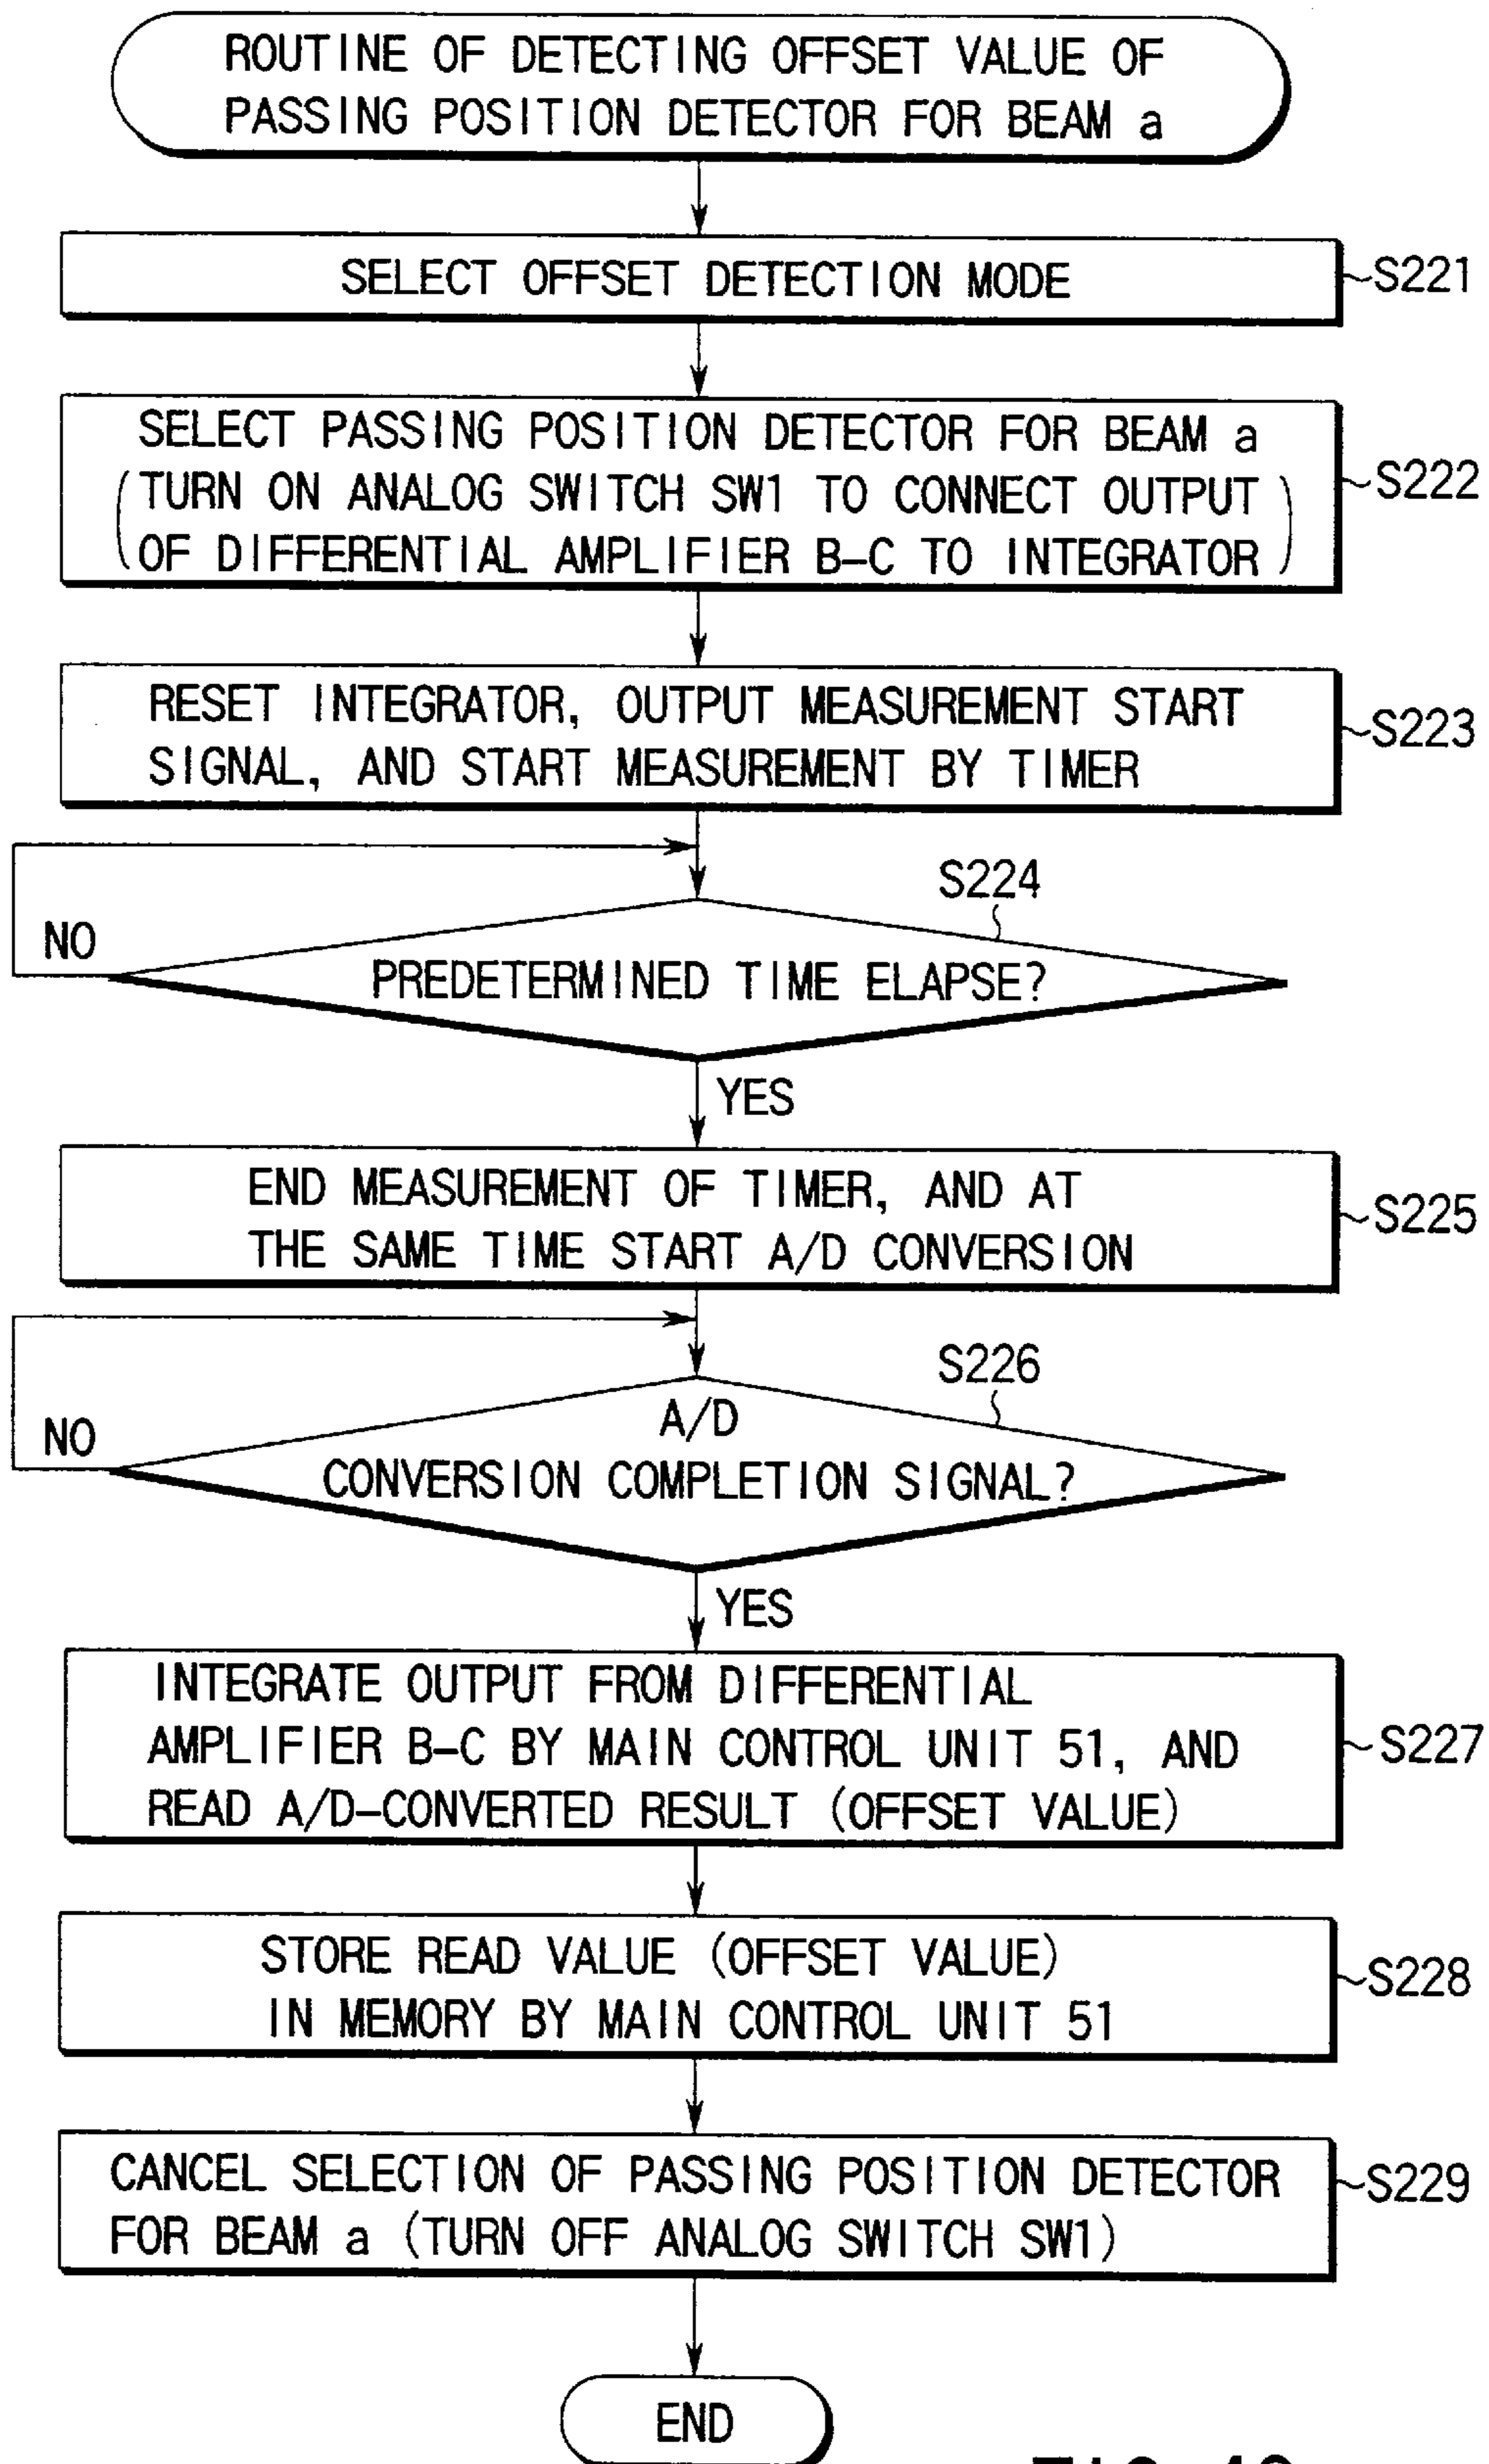 ROUTINE OF DETECTING OFFSET VALUE OF
PASSING POSITION DETECTOR FOR BEAM a
SELECT OFFSET DETECTION MODE
S221
SELECT PASSING POSITION DETECTOR FOR BEAM a
(TURN ON ANALOG SWITCH SW1 TO CONNECT OUTPUT
OF DIFFERENTIAL AMPLIFIER B-C TO INTEGRATOR)
S222
RESET INTEGRATOR, OUTPUT MEASUREMENT START
SIGNAL, AND START MEASUREMENT BY TIMER
S223
S224
NO
PREDETERMINED TIME ELAPSE?
YES
END MEASUREMENT OF TIMER, AND AT
THE SAME TIME START A/D CONVERSION
S225
S226
NO
A/D
CONVERSION COMPLETION SIGNAL?
YES
INTEGRATE OUTPUT FROM DIFFERENTIAL
AMPLIFIER B-C BY MAIN CONTROL UNIT 51, AND
READ A/D-CONVERTED RESULT (OFFSET VALUE)
S227
STORE READ VALUE (OFFSET VALUE)
IN MEMORY BY MAIN CONTROL UNIT 51
S228
CANCEL SELECTION OF PASSING POSITION DETECTOR
FOR BEAM a (TURN OFF ANALOG SWITCH SW1)
S229
END